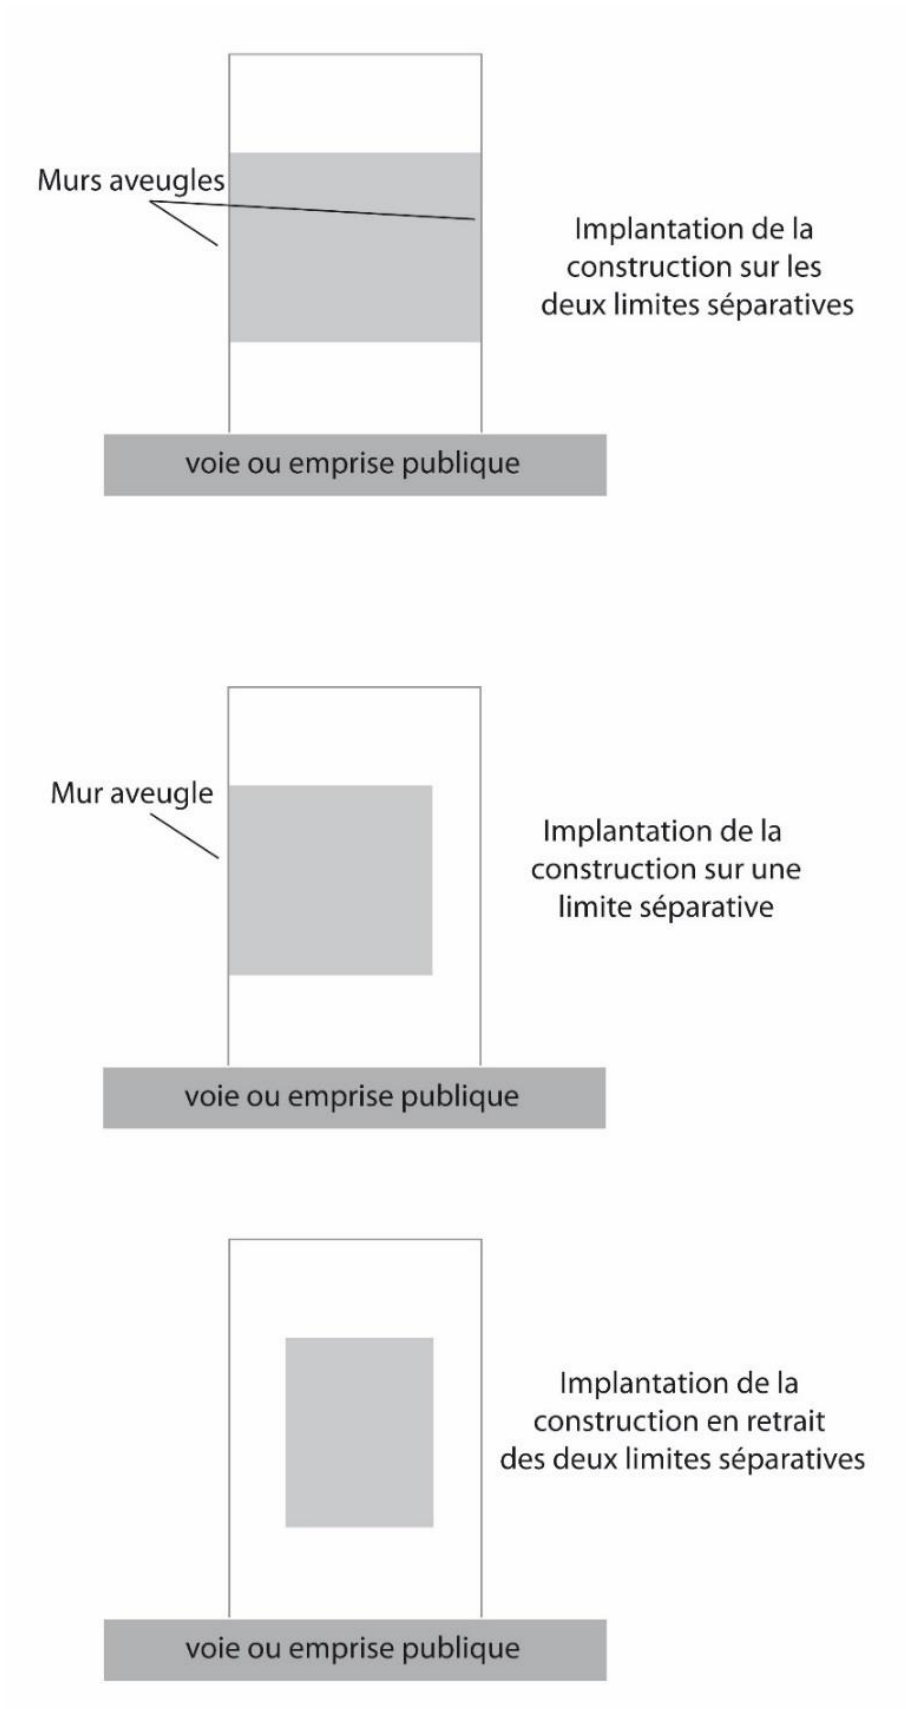 Murs aveugles
Implantation de la
construction sur les
deux limites séparatives
voie ou emprise publique
Mur aveugle
Implantation de la
construction sur une
limite séparative
voie ou emprise publique
Implantation de la
construction en retrait
des deux limites séparatives
voie ou emprise publique